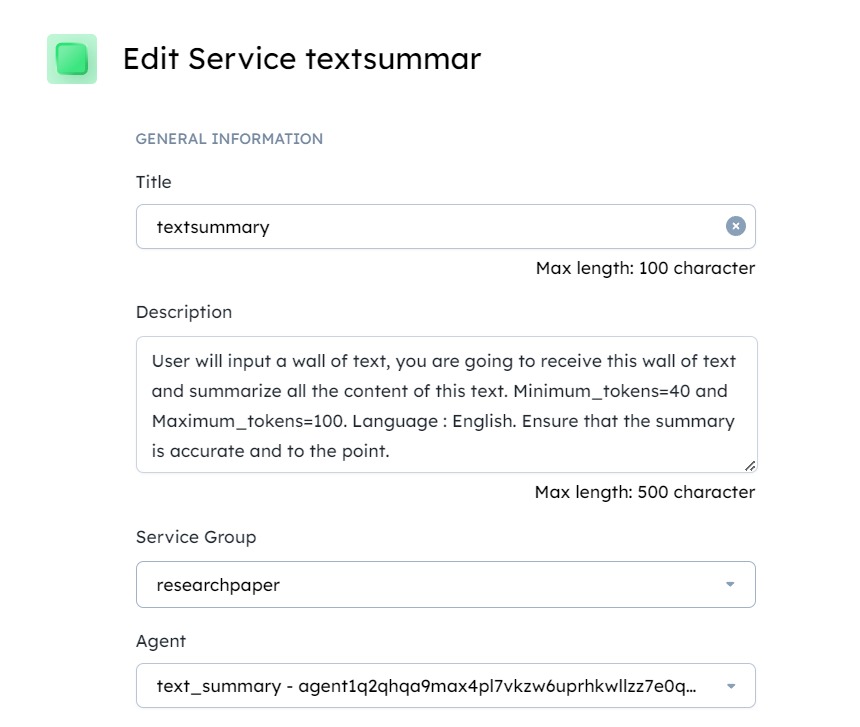 Edit Service textsummar
GENERAL INFORMATION
Title
textsummary
Max length: 100 character
Description
User will input a wall of text, you are going to receive this wall of text
and summarize all the content of this text. Minimum_tokens=40 and
Maximum_tokens=100. Language : English. Ensure that the summary
is accurate and to the point.
Max length: 500 character
Service Group
researchpaper
Agent
text_summary - agent1q2qhqa9max4pl7vkzw6uprhkwllzz7e0q...